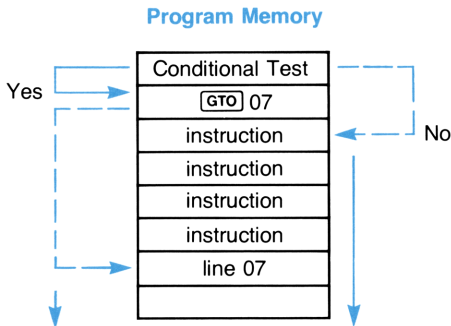 Program Memory
Conditional Test
Yes
GTO 07
instruction
No
instruction
instruction
instruction
line 07